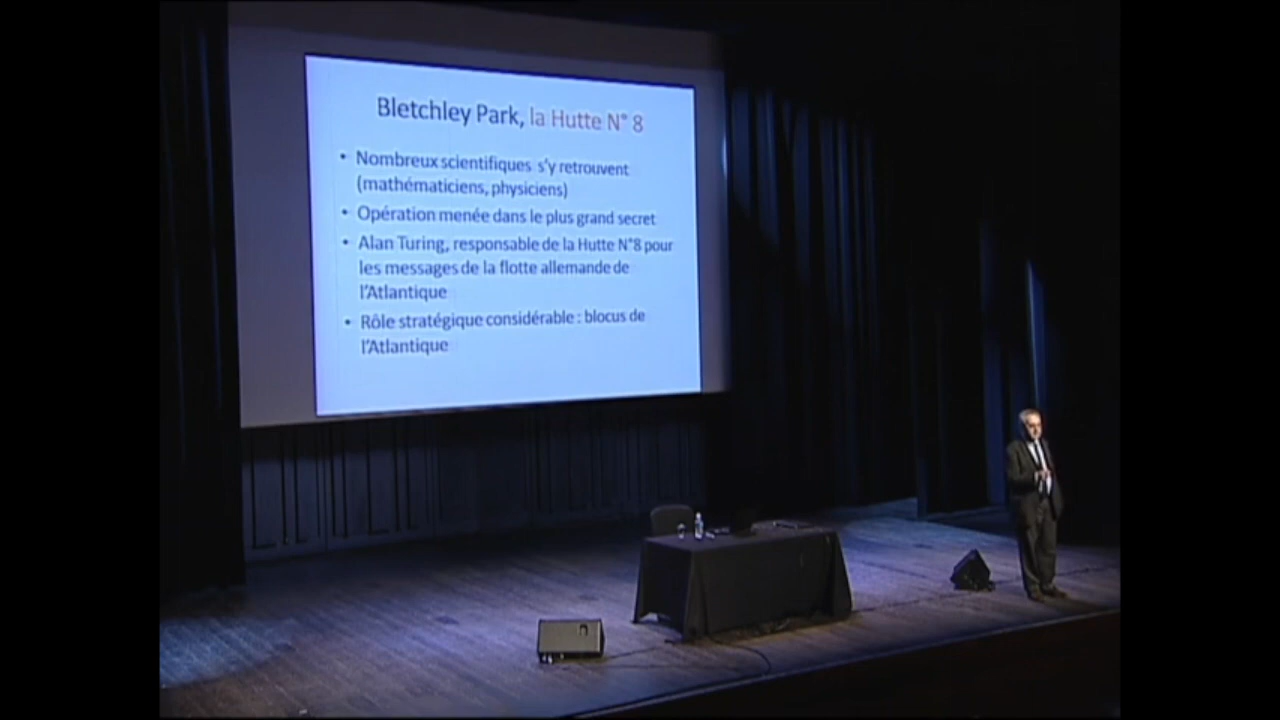 Bletchley Park, la Hutte N° 8
• Nombreux scientifiques s'y retrouvent
(mathématiciens, physiciens)
• Opération menée dans le plus grand secret
• Alan Turing, responsable de la Hutte N°8 pour
les messages de la flotte allemande de
l'Atlantique
• Rôle stratégique considérable : blocus de
l'Atlantique